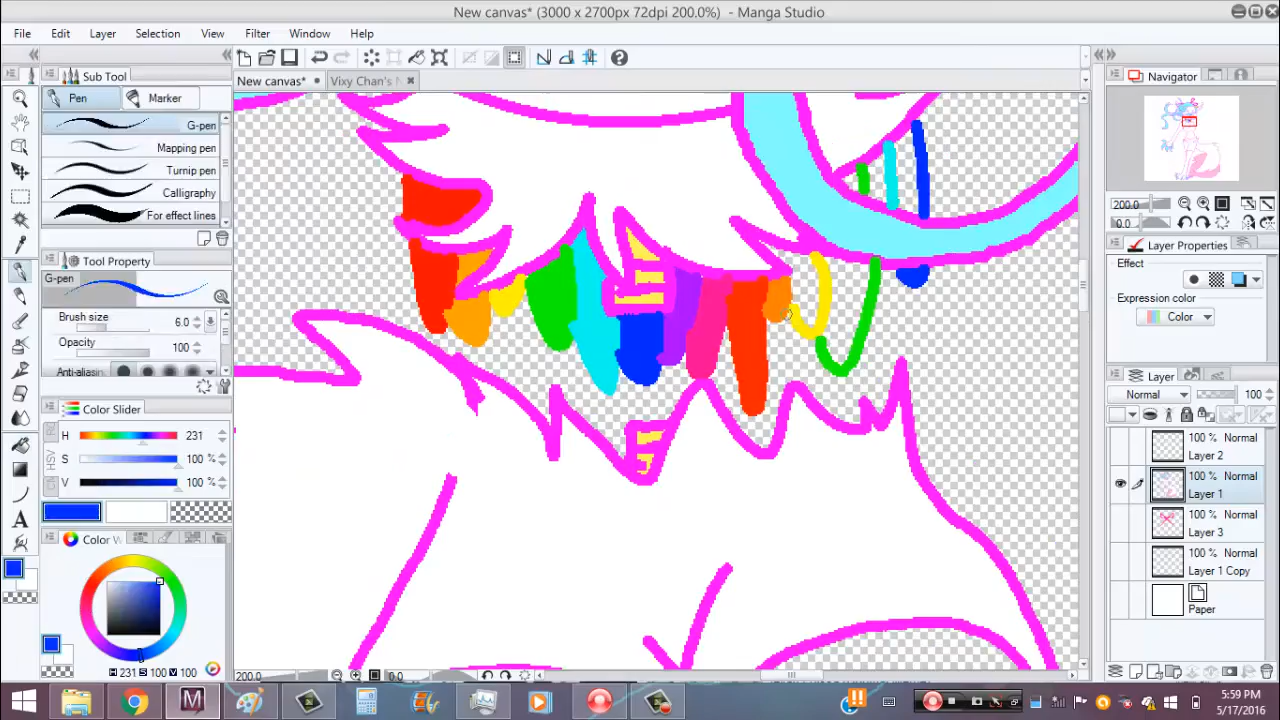 New canvas* (3000 x 2700px 72dpi 200.0%) - Manga Studio
File Edit Layer Selection View Filter Window Help
Sub Tool
Pen Marker
G-pen
Mapping pen
Turnip pen
Calligraphy
For effect lines
Tool Property
G-pen
Brush size 6.0
Opacity 100
Anti-aliasing
Color Slider
H 231
S 100 %
V 100 %
HSV
Color W
231 S 100 V 100
New canvas* Vixy Chan's
200.0 0.0
Navigator
200.0
0.0
Layer Properties
Effect
Expression color
Color
Layer
Normal 100
100 % Normal
Layer 2
100 % Normal
Layer 1
100 % Normal
Layer 3
100 % Normal
Layer 1 Copy
Paper
5:59 PM
5/17/2016